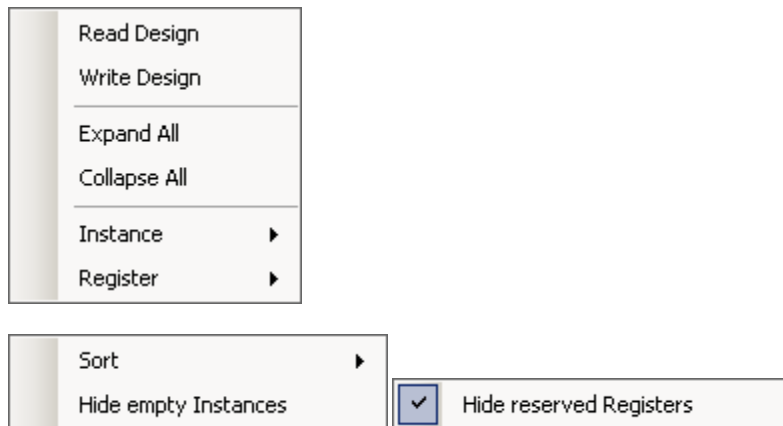 Read Design
Write Design
Expand All
Collapse All
Instance
Register
Sort
Hide empty Instances
Hide reserved Registers